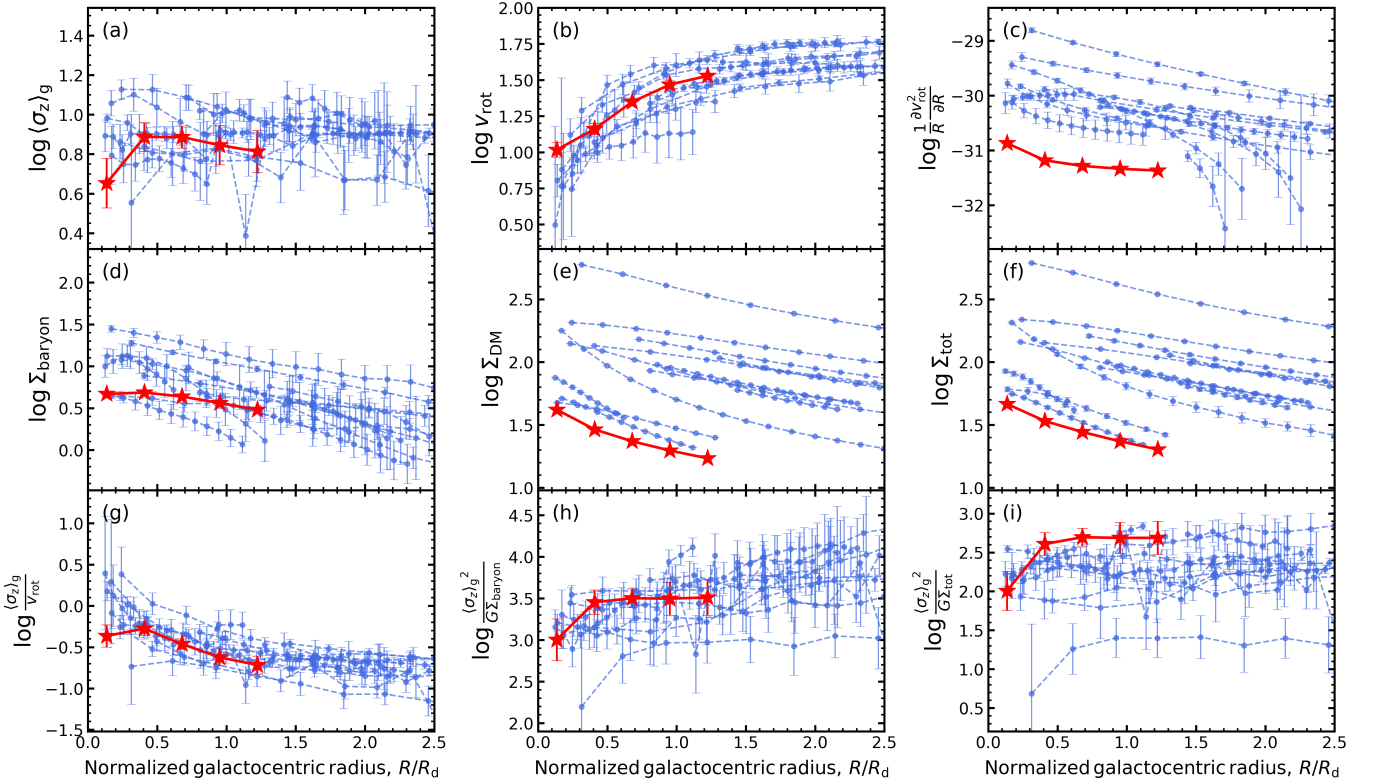 (a)
log ⟨σz⟩g
1.4
1.2
1.0
0.8
0.6
0.4
(b)
log vrot
2.00
1.75
1.50
1.25
1.00
0.75
0.50
(c)
log 1/R ∂v²rot/∂R
−29
−30
−31
−32
(d)
log Σbaryon
2.0
1.5
1.0
0.5
0.0
(e)
log ΣDM
2.5
2.0
1.5
1.0
(f)
log Σtot
2.5
2.0
1.5
1.0
(g)
log ⟨σz⟩g/vrot
1.0
0.5
0.0
−0.5
−1.0
−1.5
(h)
log ⟨σz⟩g²/GΣbaryon
4.5
4.0
3.5
3.0
2.5
2.0
(i)
log ⟨σz⟩g²/GΣtot
3.0
2.5
2.0
1.5
1.0
0.5
0.0 0.5 1.0 1.5 2.0 2.5
Normalized galactocentric radius, R/Rd
0.0 0.5 1.0 1.5 2.0 2.5
Normalized galactocentric radius, R/Rd
0.0 0.5 1.0 1.5 2.0 2.5
Normalized galactocentric radius, R/Rd